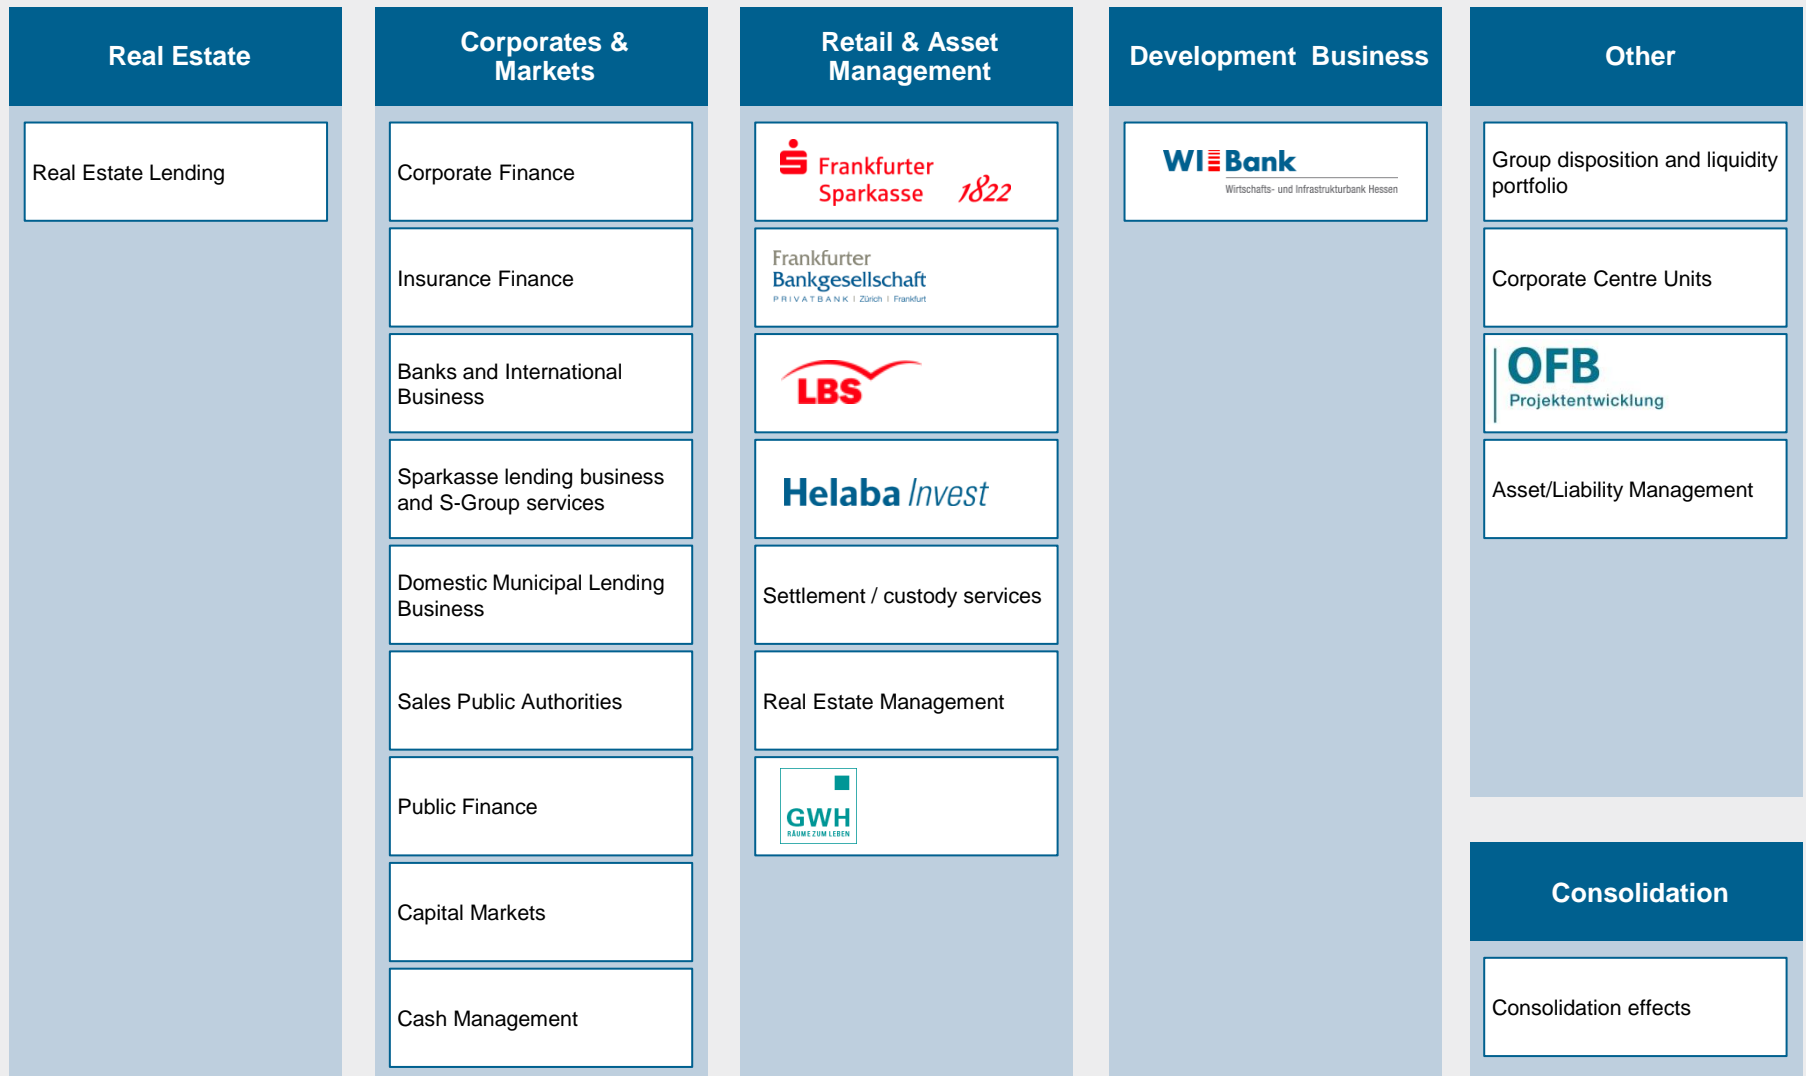 Real Estate
Real Estate Lending
Corporates &
Markets
Corporate Finance
Insurance Finance
Banks and International
Business
Sparkasse lending business
and S-Group services
Domestic Municipal Lending
Business
Sales Public Authorities
Public Finance
Capital Markets
Cash Management
Retail & Asset
Management
Frankfurter
Sparkasse 1822
Frankfurter
Bankgesellschaft
PRIVATBANK | Zürich | Frankfurt
LBS
Helaba Invest
Settlement / custody services
Real Estate Management
GWH
RÄUME ZUM LEBEN
Development Business
WIBank
Wirtschafts- und Infrastrukturbank Hessen
Other
Group disposition and liquidity
portfolio
Corporate Centre Units
OFB
Projektentwicklung
Asset/Liability Management
Consolidation
Consolidation effects